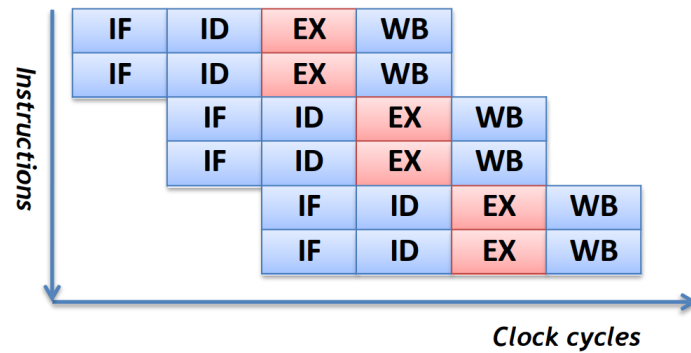 IF ID EX WB
IF ID EX WB
IF ID EX WB
IF ID EX WB
IF ID EX WB
IF ID EX WB
Instructions
Clock cycles